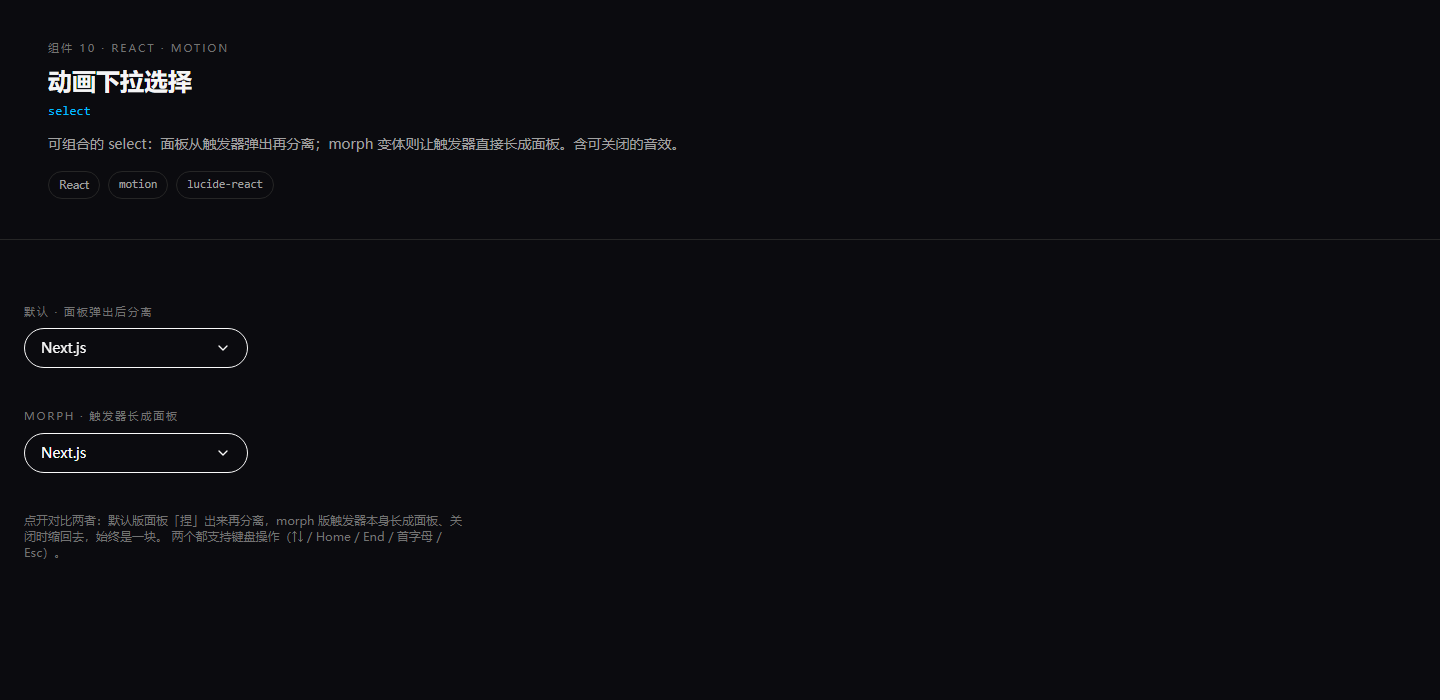 组件 10 · REACT · MOTION
动画下拉选择
select
可组合的 select：面板从触发器弹出再分离；morph 变体则让触发器直接长成面板。含可关闭的音效。
React
motion
lucide-react
默认 · 面板弹出后分离
Next.js
MORPH · 触发器长成面板
Next.js
点开对比两者：默认版面板「捏」出来再分离，morph 版触发器本身长成面板、关
闭时缩回去，始终是一块。 两个都支持键盘操作（↑↓ / Home / End / 首字母 /
Esc）。